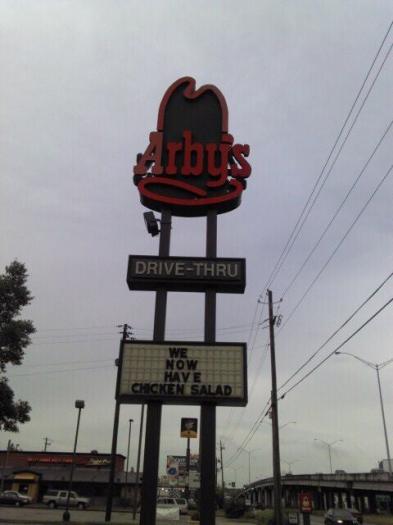 Arby's
DRIVE-THRU
WE
NOW
HAVE
CHICKEN SALAD